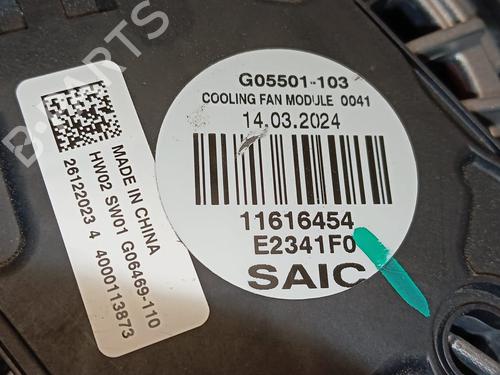 G05501-103
COOLING FAN MODULE 0041
14.03.2024
11616454
E2341F0
SAIC
MADE IN CHINA
HW02 SW01 G06469-110
26122023 4 4000113873
B-PARTS